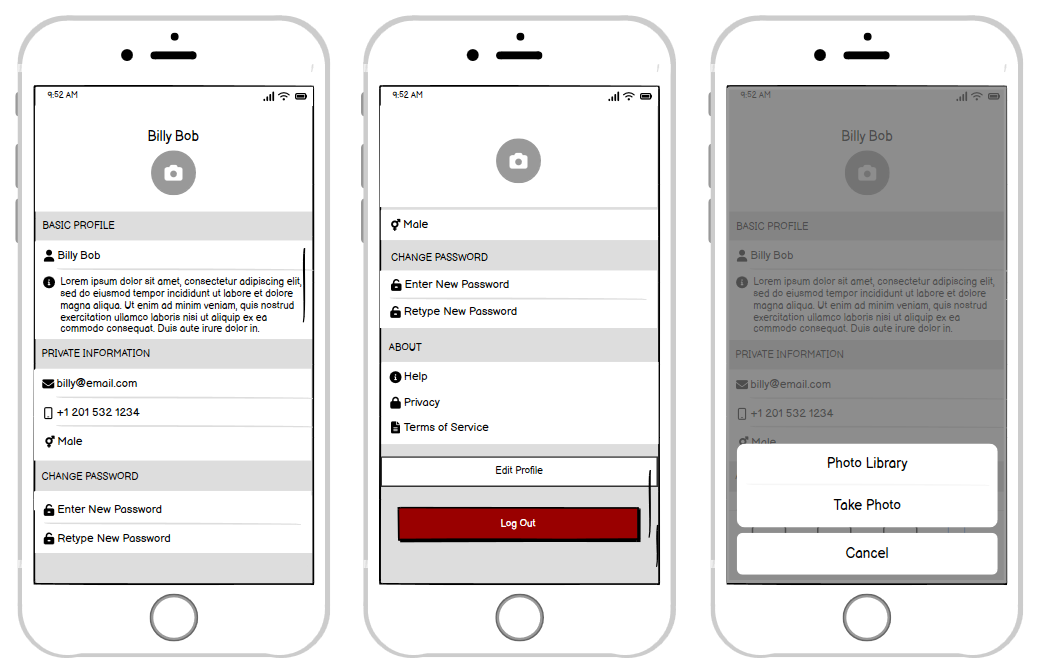 9:52 AM
Billy Bob
BASIC PROFILE
Billy Bob
Lorem ipsum dolor sit amet, consectetur adipiscing elit,
sed do eiusmod tempor incididunt ut labore et dolore
magna aliqua. Ut enim ad minim veniam, quis nostrud
exercitation ullamco laboris nisi ut aliquip ex ea
commodo consequat. Duis aute irure dolor in.
PRIVATE INFORMATION
billy@email.com
+1 201 532 1234
Male
CHANGE PASSWORD
Enter New Password
Retype New Password
9:52 AM
Male
CHANGE PASSWORD
Enter New Password
Retype New Password
ABOUT
Help
Privacy
Terms of Service
Edit Profile
Log Out
9:52 AM
Billy Bob
BASIC PROFILE
Billy Bob
Lorem ipsum dolor sit amet, consectetur adipiscing elit,
sed do eiusmod tempor incididunt ut labore et dolore
magna aliqua. Ut enim ad minim veniam, quis nostrud
exercitation ullamco laboris nisi ut aliquip ex ea
commodo consequat. Duis aute irure dolor in.
PRIVATE INFORMATION
billy@email.com
+1 201 532 1234
Male
Photo Library
Take Photo
Cancel